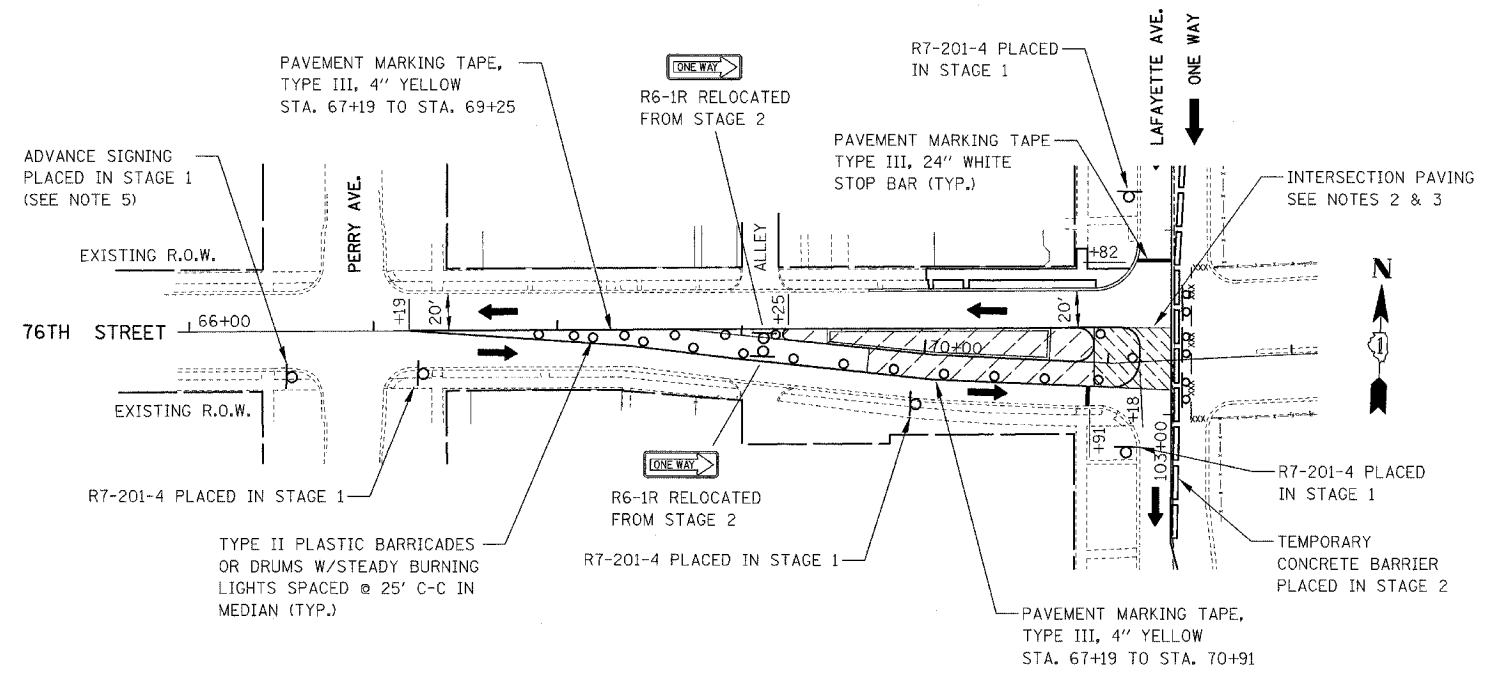 PAVEMENT MARKING TAPE,
TYPE III, 4" YELLOW
STA. 67+19 TO STA. 69+25
ONE WAY
R6-1R RELOCATED
FROM STAGE 2
R7-201-4 PLACED
IN STAGE 1
LAFAYETTE AVE.
ONE WAY
PAVEMENT MARKING TAPE
TYPE III, 24" WHITE
STOP BAR (TYP.)
ADVANCE SIGNING
PLACED IN STAGE 1
(SEE NOTE 5)
INTERSECTION PAVING
SEE NOTES 2 & 3
PERRY AVE.
ALLEY
EXISTING R.O.W.
+82
N
+19
20'
+25
20'
76TH STREET
66+00
70+00
1
EXISTING R.O.W.
+18
+91
103+00
ONE WAY
R7-201-4 PLACED IN STAGE 1
R6-1R RELOCATED
FROM STAGE 2
R7-201-4 PLACED
IN STAGE 1
TYPE II PLASTIC BARRICADES
OR DRUMS W/STEADY BURNING
LIGHTS SPACED @ 25' C-C IN
MEDIAN (TYP.)
R7-201-4 PLACED IN STAGE 1
TEMPORARY
CONCRETE BARRIER
PLACED IN STAGE 2
PAVEMENT MARKING TAPE,
TYPE III, 4" YELLOW
STA. 67+19 TO STA. 70+91